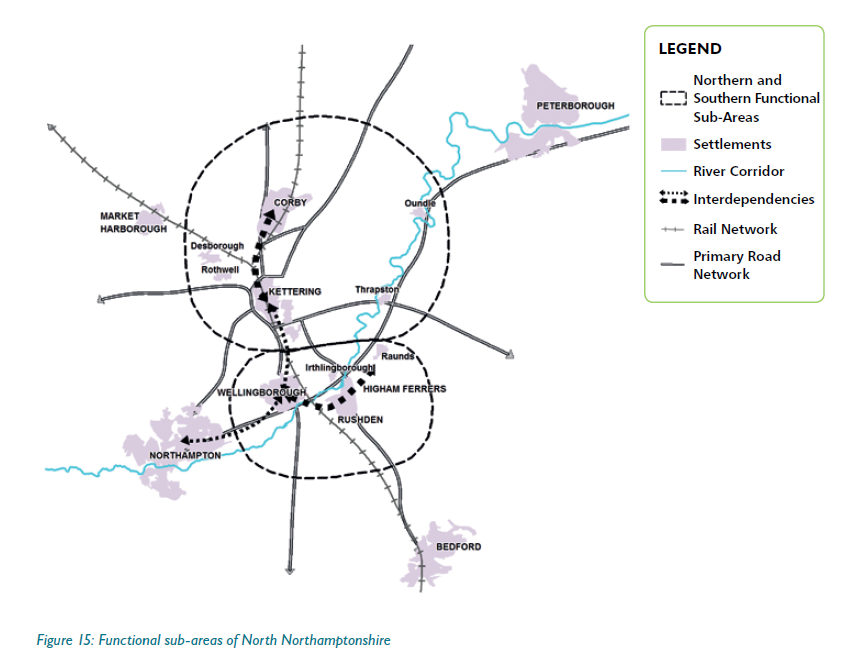 LEGEND
Northern and
Southern Functional
Sub-Areas
Settlements
River Corridor
Interdependencies
Rail Network
Primary Road
Network
PETERBOROUGH
CORBY
Oundle
MARKET
HARBOROUGH
Desborough
Rothwell
KETTERING
Thrapston
Raunds
Irthlingborough
WELLINGBOROUGH
HIGHAM FERRERS
RUSHDEN
NORTHAMPTON
BEDFORD
Figure 15: Functional sub-areas of North Northamptonshire